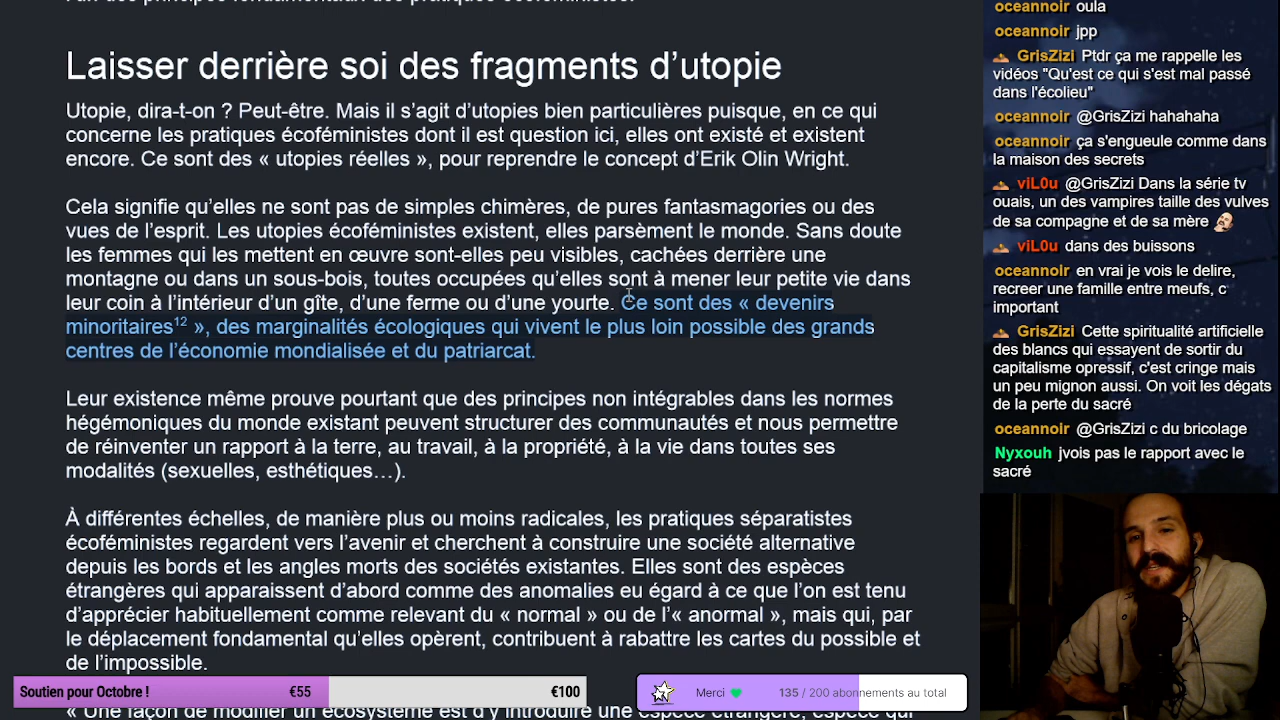 Laisser derrière soi des fragments d’utopie
Utopie, dira-t-on ? Peut-être. Mais il s’agit d’utopies bien particulières puisque, en ce qui
concerne les pratiques écoféministes dont il est question ici, elles ont existé et existent
encore. Ce sont des « utopies réelles », pour reprendre le concept d’Erik Olin Wright.
Cela signifie qu’elles ne sont pas de simples chimères, de pures fantasmagories ou des
vues de l’esprit. Les utopies écoféministes existent, elles parsèment le monde. Sans doute
les femmes qui les mettent en œuvre sont-elles peu visibles, cachées derrière une
montagne ou dans un sous-bois, toutes occupées qu’elles sont à mener leur petite vie dans
leur coin à l’intérieur d’un gîte, d’une ferme ou d’une yourte. Ce sont des « devenirs
minoritaires12 », des marginalités écologiques qui vivent le plus loin possible des grands
centres de l’économie mondialisée et du patriarcat.
Leur existence même prouve pourtant que des principes non intégrables dans les normes
hégémoniques du monde existant peuvent structurer des communautés et nous permettre
de réinventer un rapport à la terre, au travail, à la propriété, à la vie dans toutes ses
modalités (sexuelles, esthétiques…).
À différentes échelles, de manière plus ou moins radicales, les pratiques séparatistes
écoféministes regardent vers l’avenir et cherchent à construire une société alternative
depuis les bords et les angles morts des sociétés existantes. Elles sont des espèces
étrangères qui apparaissent d’abord comme des anomalies eu égard à ce que l’on est tenu
d’apprécier habituellement comme relevant du « normal » ou de l’« anormal », mais qui, par
le déplacement fondamental qu’elles opèrent, contribuent à rabattre les cartes du possible et
de l’impossible.
« Une façon de modifier un écosystème est d’y introduire une espèce étrangère, espèce qui
Soutien pour Octobre ! €55 €100
Merci 135 / 200 abonnements au total
oceannoir oula
oceannoir jpp
GrisZizi Ptdr ça me rappelle les
vidéos "Qu'est ce qui s'est mal passé
dans l'écolieu"
oceannoir @GrisZizi hahahaha
oceannoir ça s'engueule comme dans
la maison des secrets
viL0u @GrisZizi Dans la série tv
ouais, un des vampires taille des vulves
de sa compagne et de sa mère
viL0u dans des buissons
oceannoir en vrai je vois le delire,
recreer une famille entre meufs, c
important
GrisZizi Cette spiritualité artificielle
des blancs qui essayent de sortir du
capitalisme opressif, c'est cringe mais
un peu mignon aussi. On voit les dégats
de la perte du sacré
oceannoir @GrisZizi c du bricolage
Nyxouh jvois pas le rapport avec le
sacré